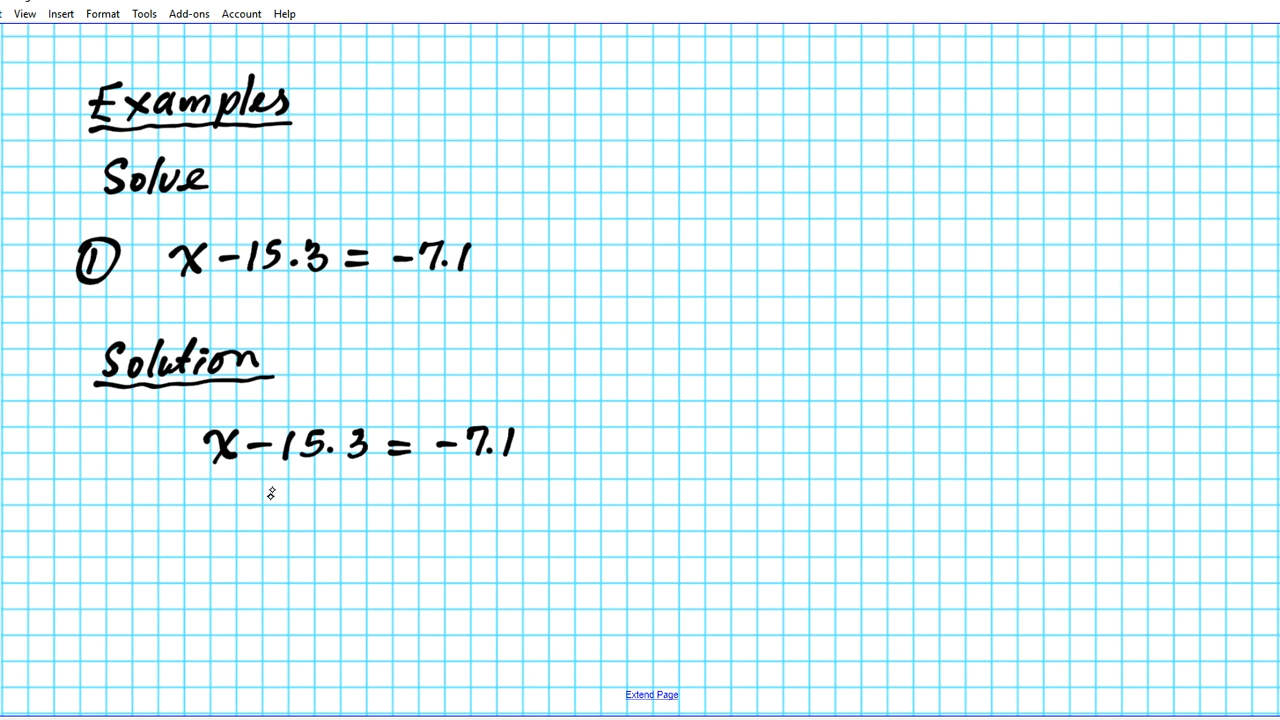 View Insert Format Tools Add-ons Account Help
Examples
Solve
① x - 15.3 = -7.1
Solution
x - 15.3 = -7.1
Extend Page